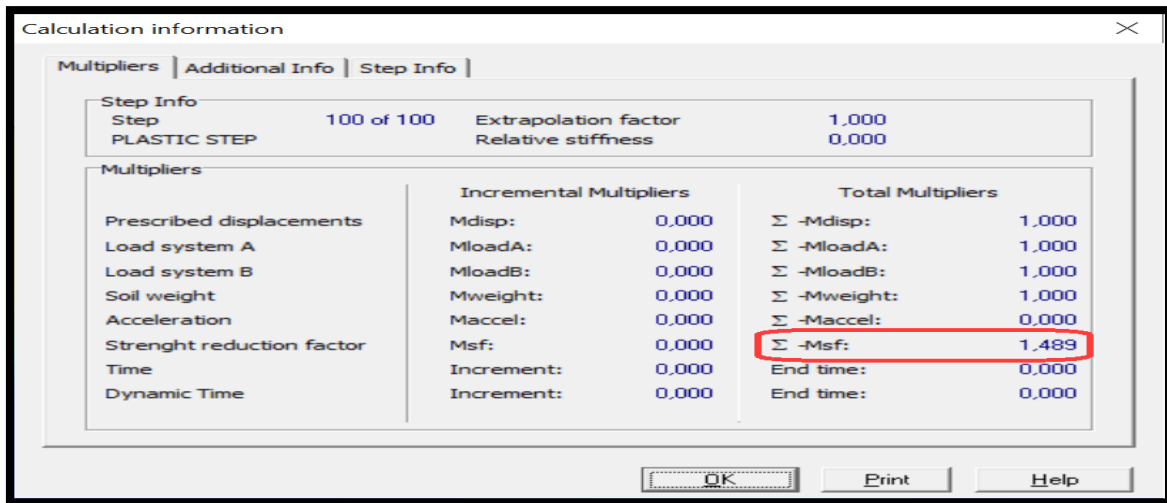 Calculation information
Multipliers Additional Info Step Info
Step Info
Step 100 of 100 Extrapolation factor 1,000
PLASTIC STEP Relative stiffness 0,000
Multipliers
Incremental Multipliers Total Multipliers
Prescribed displacements Mdisp: 0,000 Σ -Mdisp: 1,000
Load system A MloadA: 0,000 Σ -MloadA: 1,000
Load system B MloadB: 0,000 Σ -MloadB: 1,000
Soil weight Mweight: 0,000 Σ -Mweight: 1,000
Acceleration Maccel: 0,000 Σ -Maccel: 0,000
Strenght reduction factor Msf: 0,000 Σ -Msf: 1,489
Time Increment: 0,000 End time: 0,000
Dynamic Time Increment: 0,000 End time: 0,000
OK Print Help